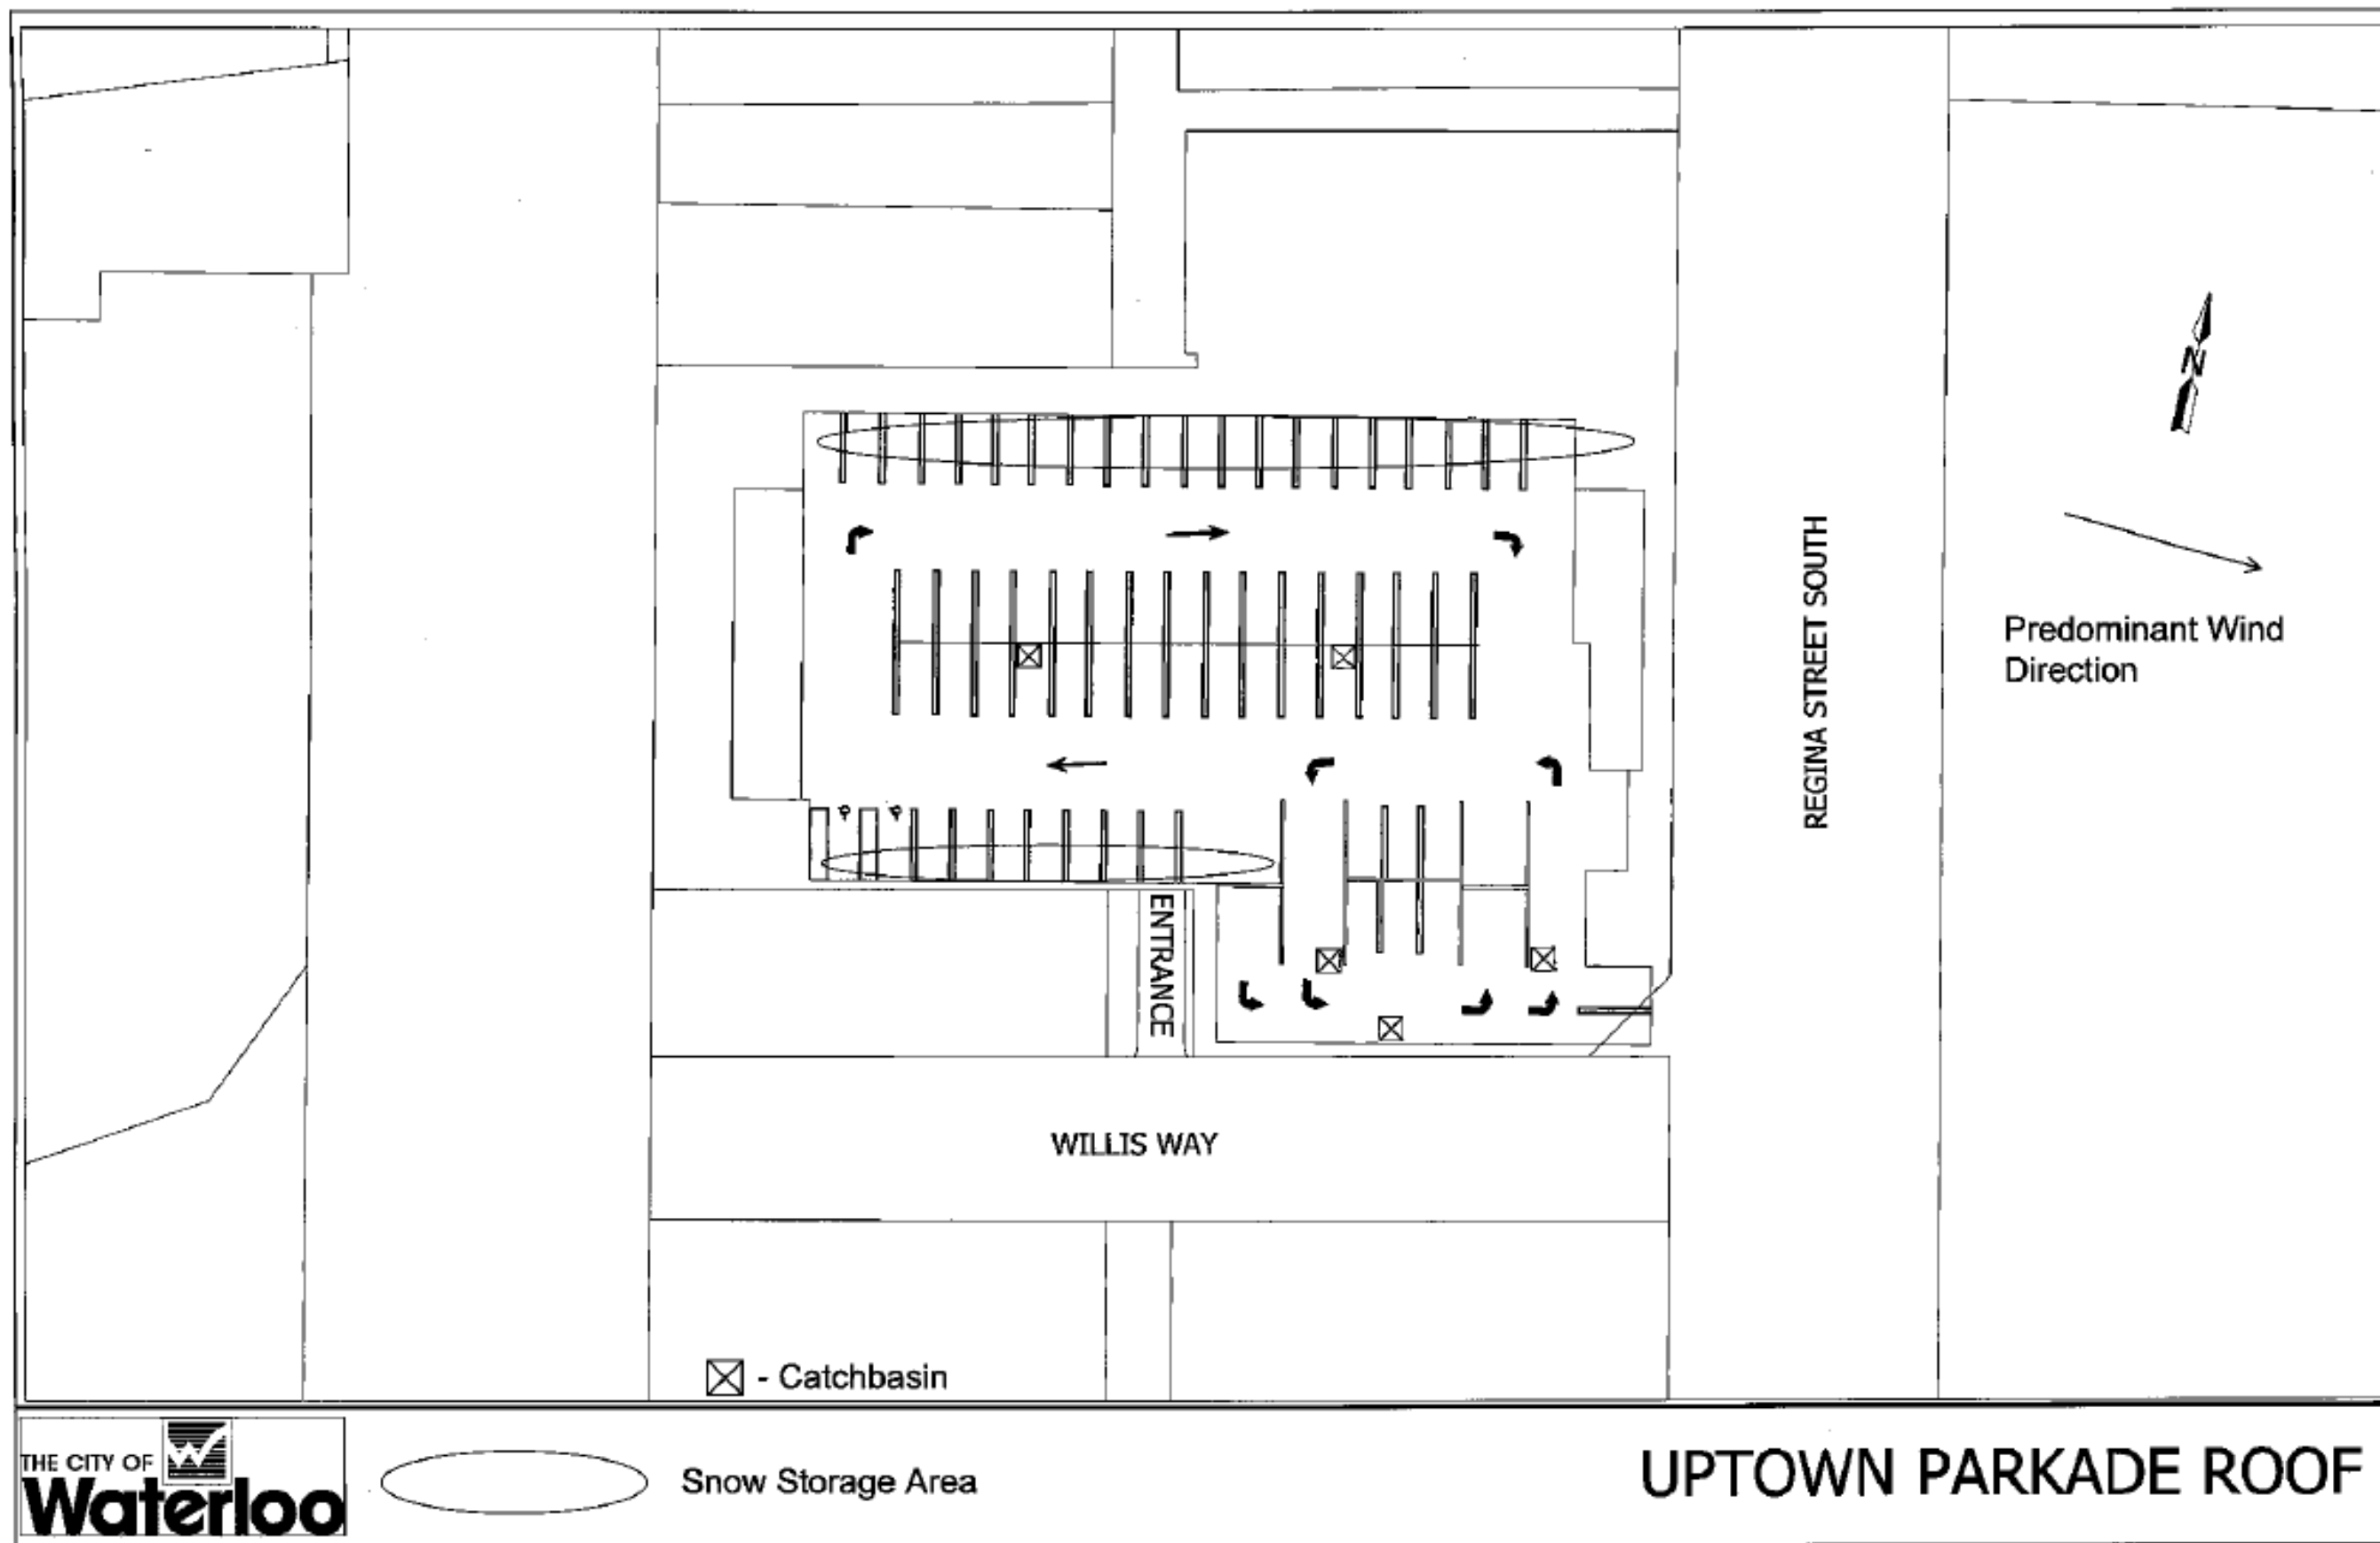 N
REGINA STREET SOUTH
Predominant Wind
Direction
ENTRANCE
WILLIS WAY
- Catchbasin
THE CITY OF
Waterloo
Snow Storage Area
UPTOWN PARKADE ROOF